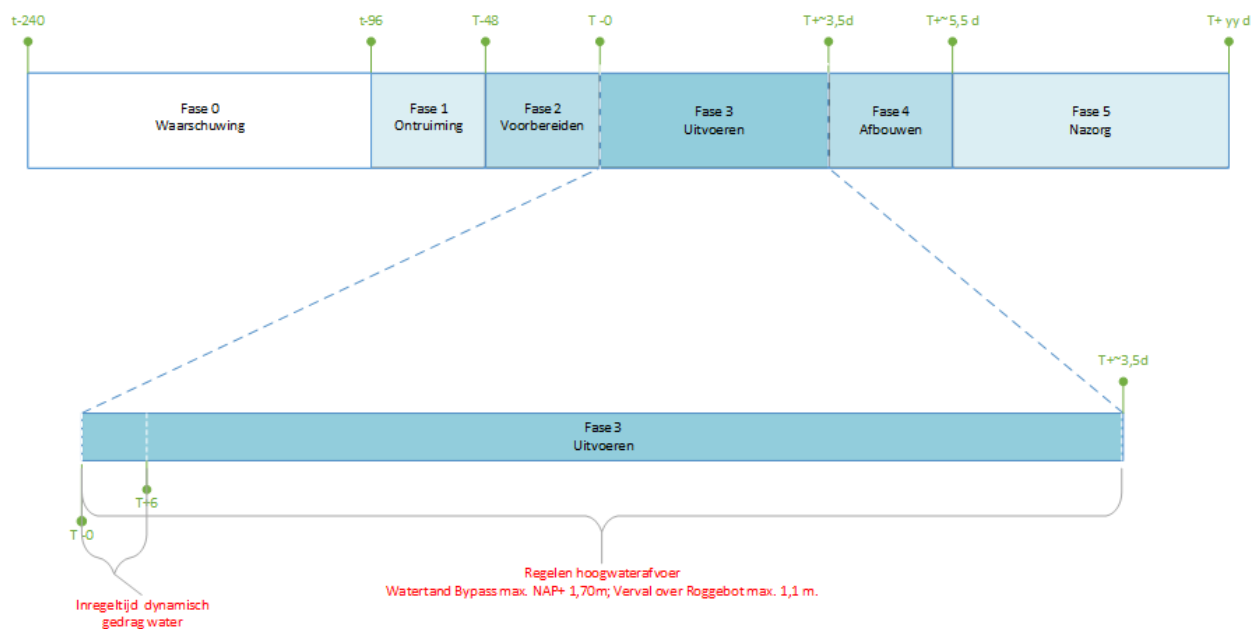 t-240
t-96
T-48
T -0
T+~3,5d
T+~5,5 d
T+ yy d
Fase 0
Waarschuwing
Fase 1
Ontruiming
Fase 2
Voorbereiden
Fase 3
Uitvoeren
Fase 4
Afbouwen
Fase 5
Nazorg
T+~3,5d
Fase 3
Uitvoeren
T+6
T -0
Regelen hoogwaterafvoer
Watertand Bypass max. NAP+ 1,70m; Verval over Roggebot max. 1,1 m.
Inregeltijd dynamisch
gedrag water